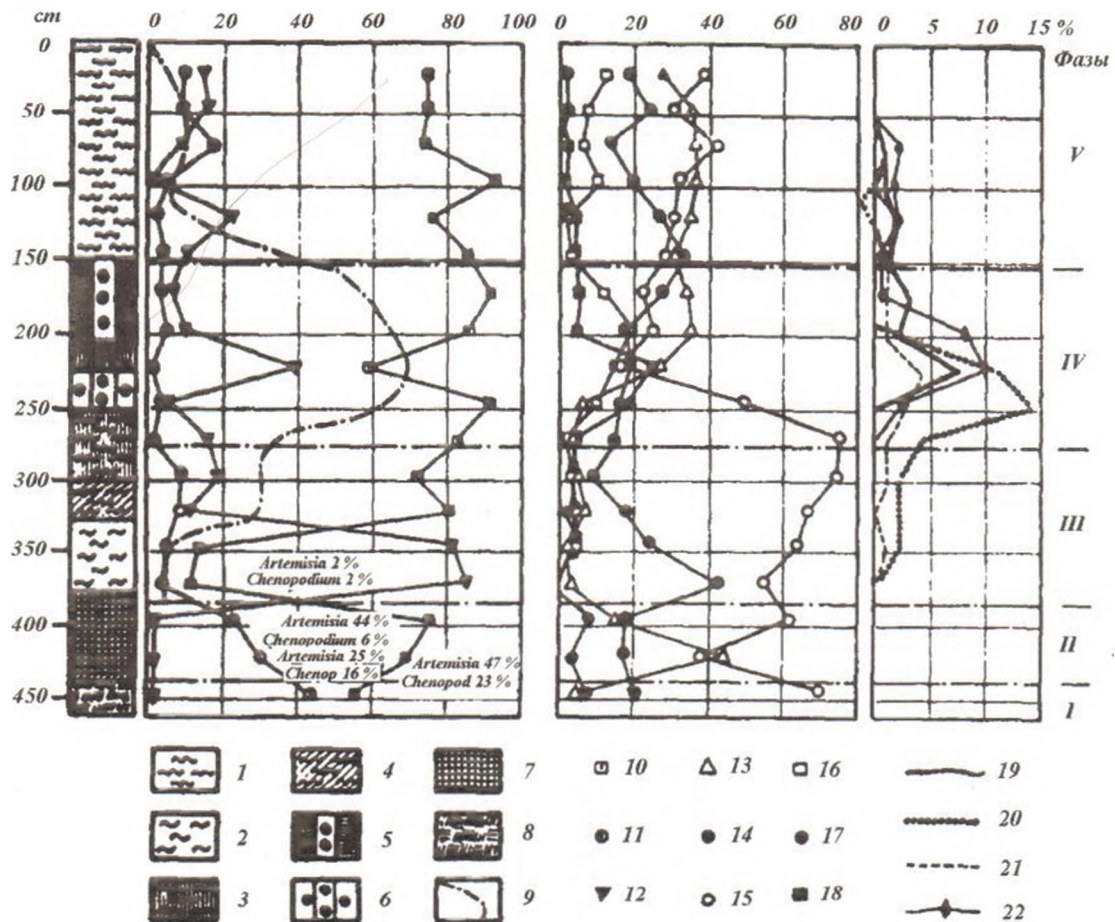 cm 0 20 40 60 80 100 0 20 40 60 80 0 5 10 15 %
Фазы
0
50
100
150
200
250
300
350
400
450
V
IV
III
II
I
Artemisia 2 %
Chenopodium 2 %
Artemisia 44 %
Chenopodium 6 %
Artemisia 25 %
Chenop 16 %
Artemisia 47 %
Chenopod 23 %
1 4 7 10 13 16 19
2 5 8 11 14 17 20
3 6 9 12 15 18 21
22